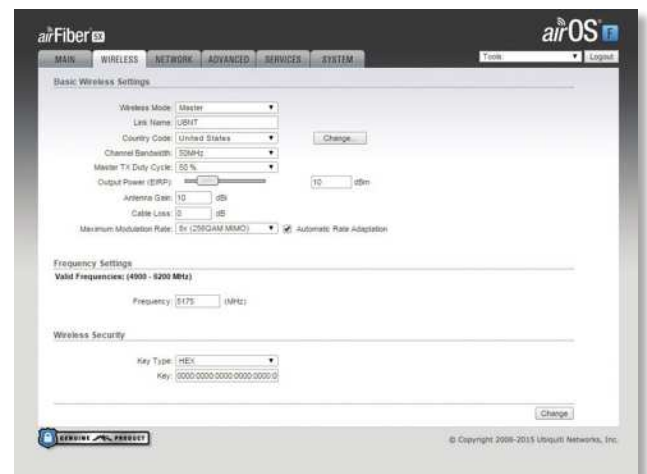 airFiber 5X
airOS F
MAIN WIRELESS NETWORK ADVANCED SERVICES SYSTEM Tools Logout
Basic Wireless Settings
Wireless Mode: Master
Link Name: UBNT
Country Code: United States Change...
Channel Bandwidth: 50MHz
Master TX Duty Cycle: 50 %
Output Power (EIRP): 10 dBm
Antenna Gain: 10 dBi
Cable Loss: 0 dB
Maximum Modulation Rate: 8x (256QAM MIMO) Automatic Rate Adaptation
Frequency Settings
Valid Frequencies: (4900 - 6200 MHz)
Frequency: 5175 (MHz)
Wireless Security
Key Type: HEX
Key: 0000:0000:0000:0000:0000:0
Change
GENUINE PRODUCT
© Copyright 2006-2015 Ubiquiti Networks, Inc.